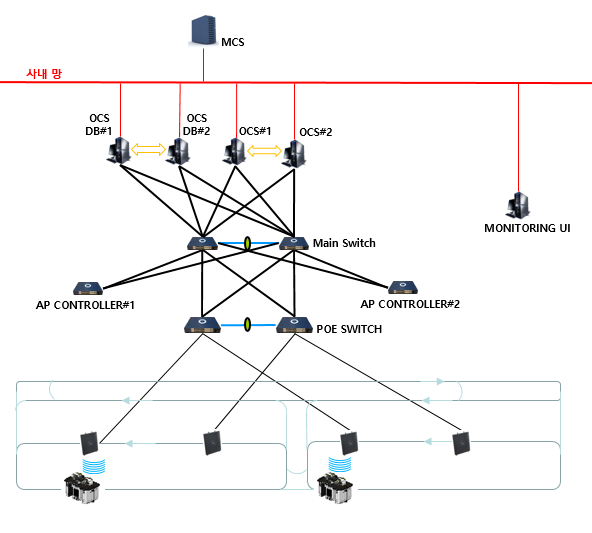 MCS
사내 망
OCS
DB#1
OCS
DB#2
OCS#1
OCS#2
MONITORING UI
Main Switch
AP CONTROLLER#1
AP CONTROLLER#2
POE SWITCH